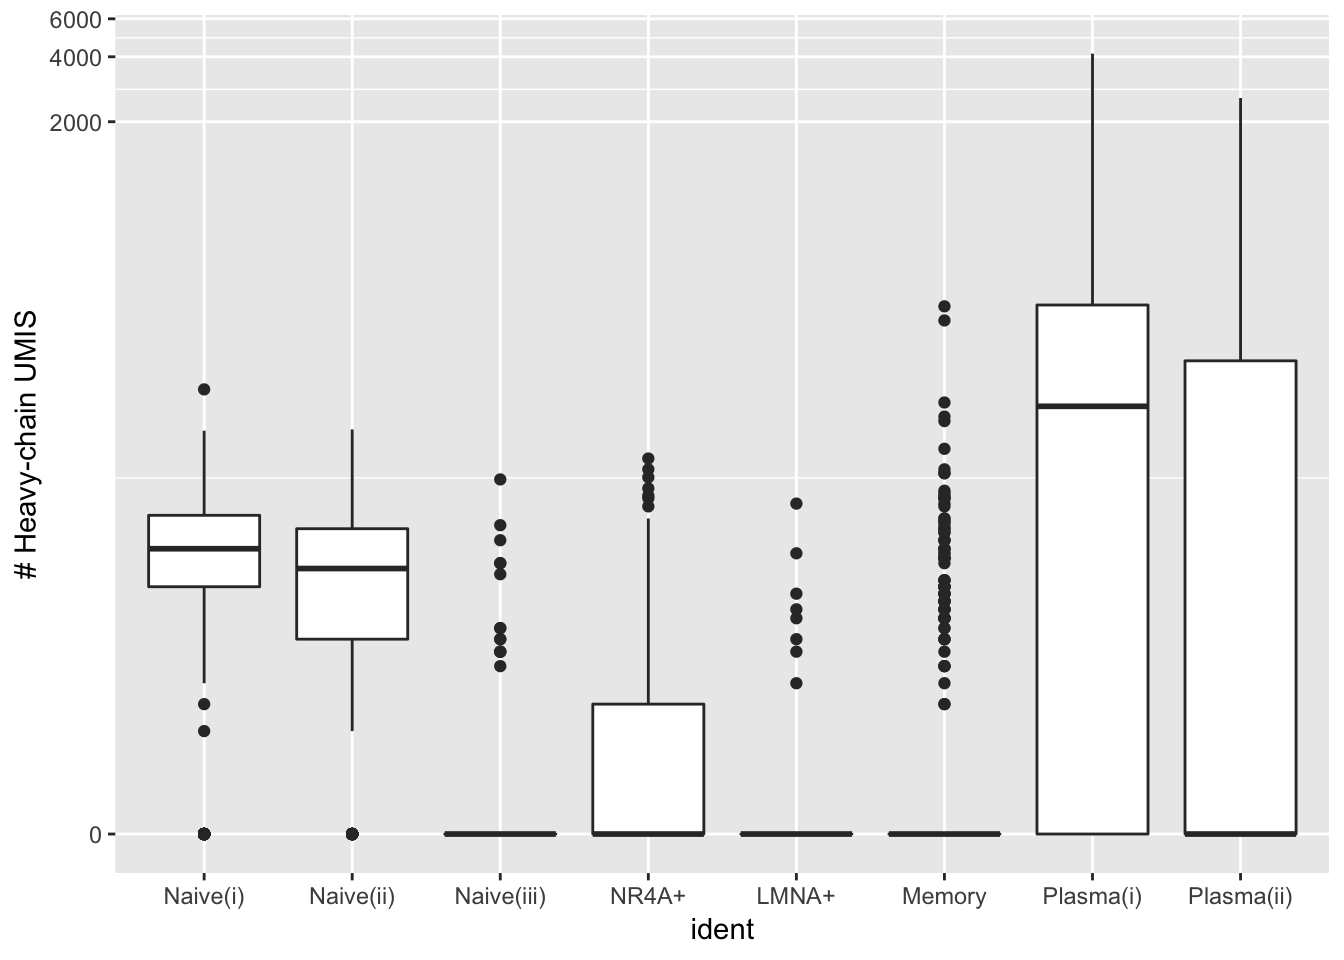 6000
4000
2000
0
# Heavy-chain UMIS
Naive(i)
Naive(ii)
Naive(iii)
NR4A+
LMNA+
Memory
Plasma(i)
Plasma(ii)
ident